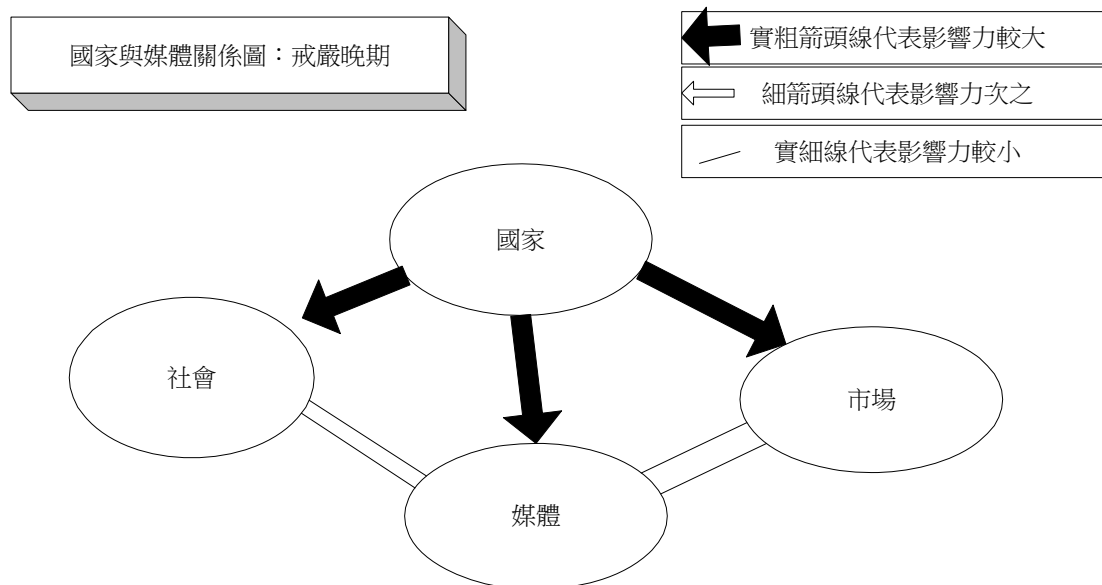 國家與媒體關係圖：戒嚴晚期
實粗箭頭線代表影響力較大
細箭頭線代表影響力次之
實細線代表影響力較小
國家
社會
市場
媒體